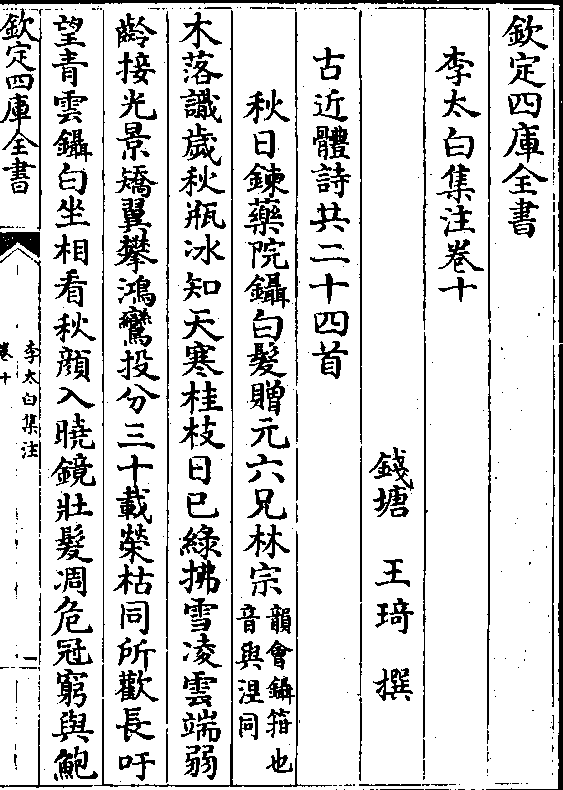 欽定四庫全書
李太白集注卷十
錢塘 王琦 撰
古近體詩共二十四首
秋日鍊藥院鑷白髮贈元六兄林宗韻會鑷箝也音與涅同
木落識歲秋瓶冰知天寒桂枝日已綠拂雪凌雲端弱
齡接光景矯翼攀鴻鸞投分三十載榮枯同所歡長吁
望青雲鑷白坐相看秋顔入曉鏡壯髮凋危冠窮與鮑
欽定四庫全書
李太白集注
卷十
一